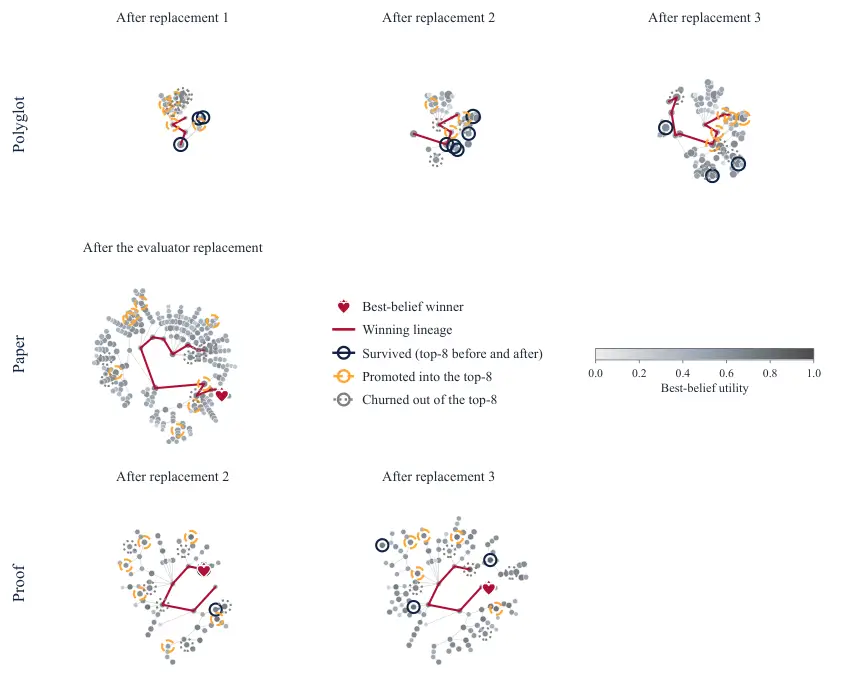 After replacement 1
After replacement 2
After replacement 3
Polyglot
After the evaluator replacement
Paper
Best-belief winner
Winning lineage
Survived (top-8 before and after)
Promoted into the top-8
Churned out of the top-8
0.0 0.2 0.4 0.6 0.8 1.0
Best-belief utility
After replacement 2
After replacement 3
Proof